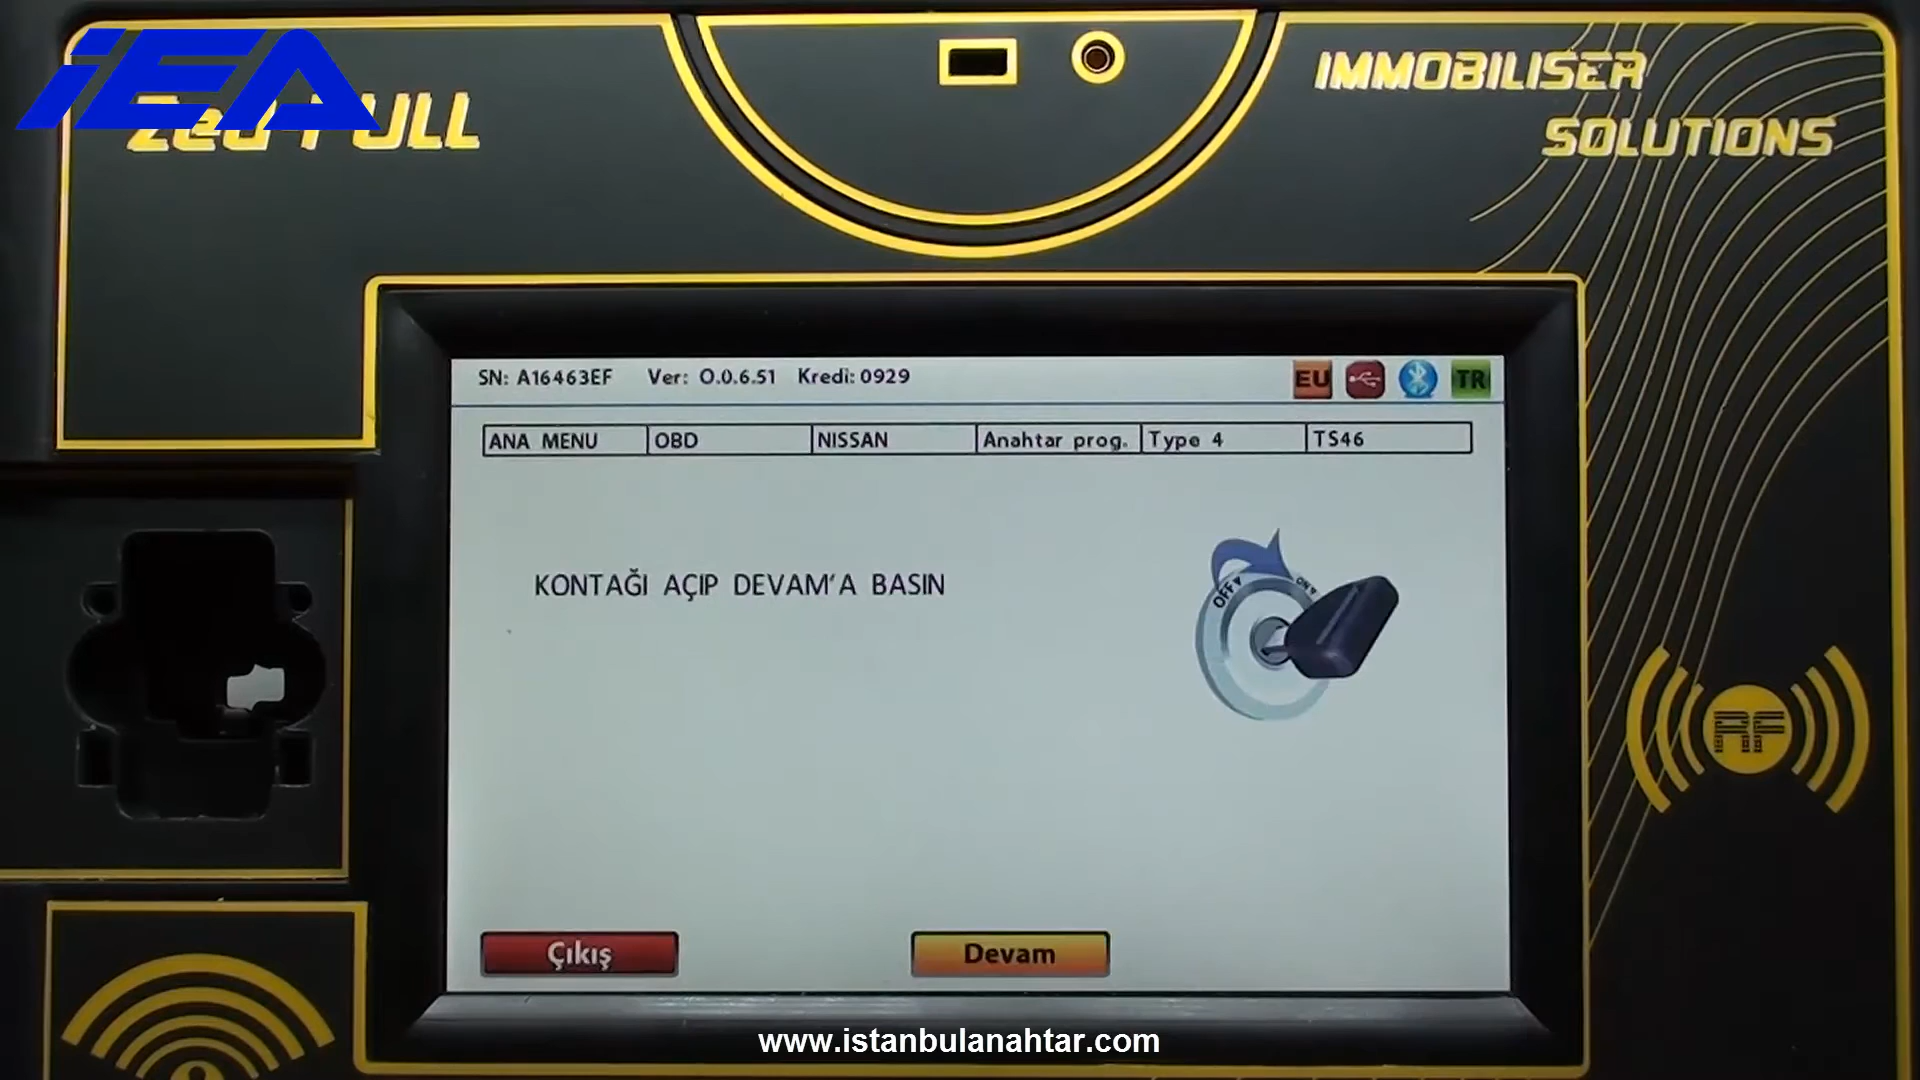 iEA
Zed-FULL
IMMOBILISER
SOLUTIONS
SN: A16463EF Ver: O.0.6.51 Kredi: 0929 EU TR
ANA MENU OBD NISSAN Anahtar prog. Type 4 TS46
KONTAĞI AÇIP DEVAM'A BASIN
OFF ON
RF
Çıkış Devam
www.istanbulanahtar.com